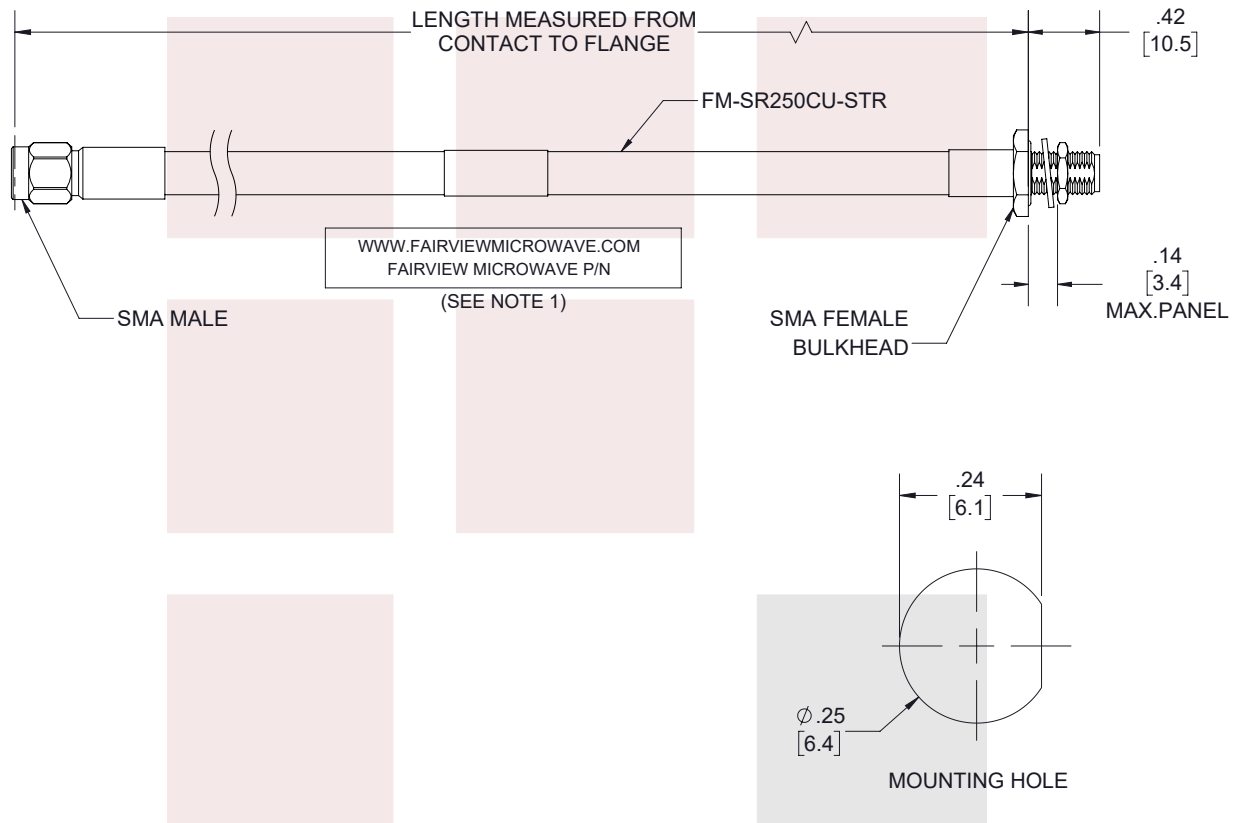 LENGTH MEASURED FROM
CONTACT TO FLANGE
.42
[10.5]
FM-SR250CU-STR
WWW.FAIRVIEWMICROWAVE.COM
FAIRVIEW MICROWAVE P/N
(SEE NOTE 1)
SMA MALE
SMA FEMALE
BULKHEAD
.14
[3.4]
MAX.PANEL
.24
[6.1]
∅.25
[6.4]
MOUNTING HOLE